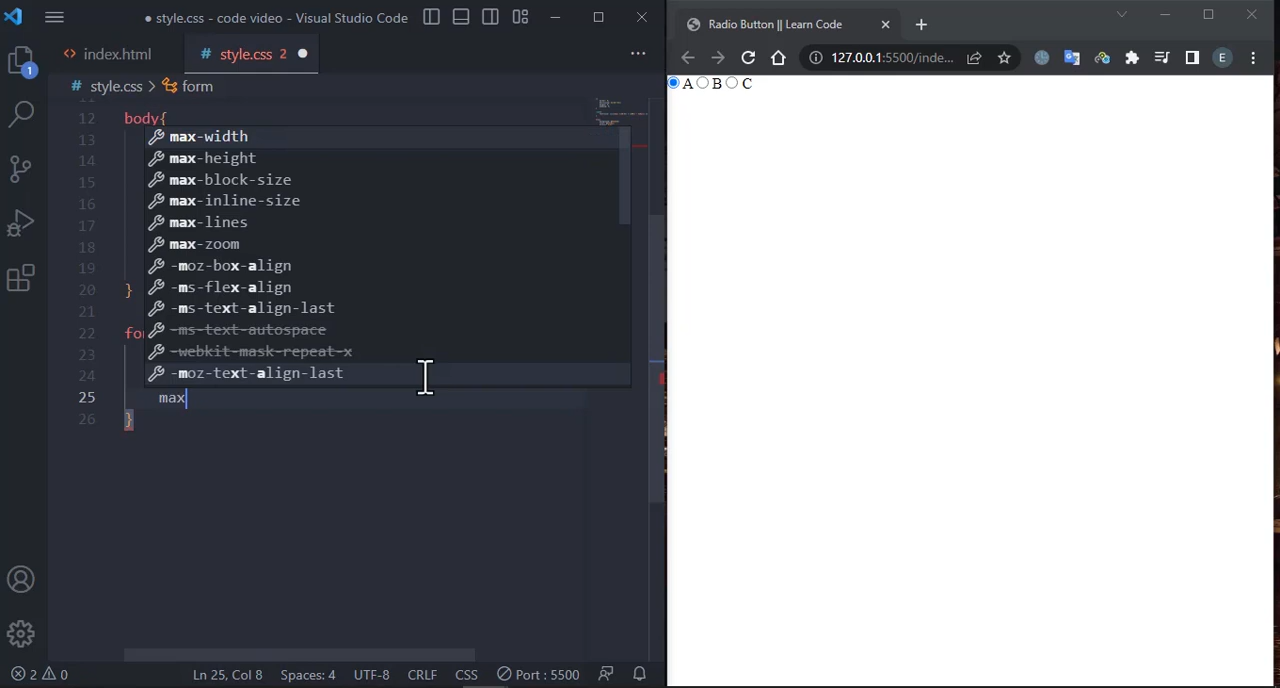 ● style.css - code video - Visual Studio Code
index.html
# style.css 2 ●
# style.css > form
12 body{
13
14
15
16
17
18
19
20 }
21
22 for
23
24
25 max
26 }
max-width
max-height
max-block-size
max-inline-size
max-lines
max-zoom
-moz-box-align
-ms-flex-align
-ms-text-align-last
-ms-text-autospace
-webkit-mask-repeat-x
-moz-text-align-last
1
2 0
Ln 25, Col 8
Spaces: 4
UTF-8
CRLF
CSS
Port : 5500
Radio Button || Learn Code
127.0.0.1:5500/inde...
E
A B C